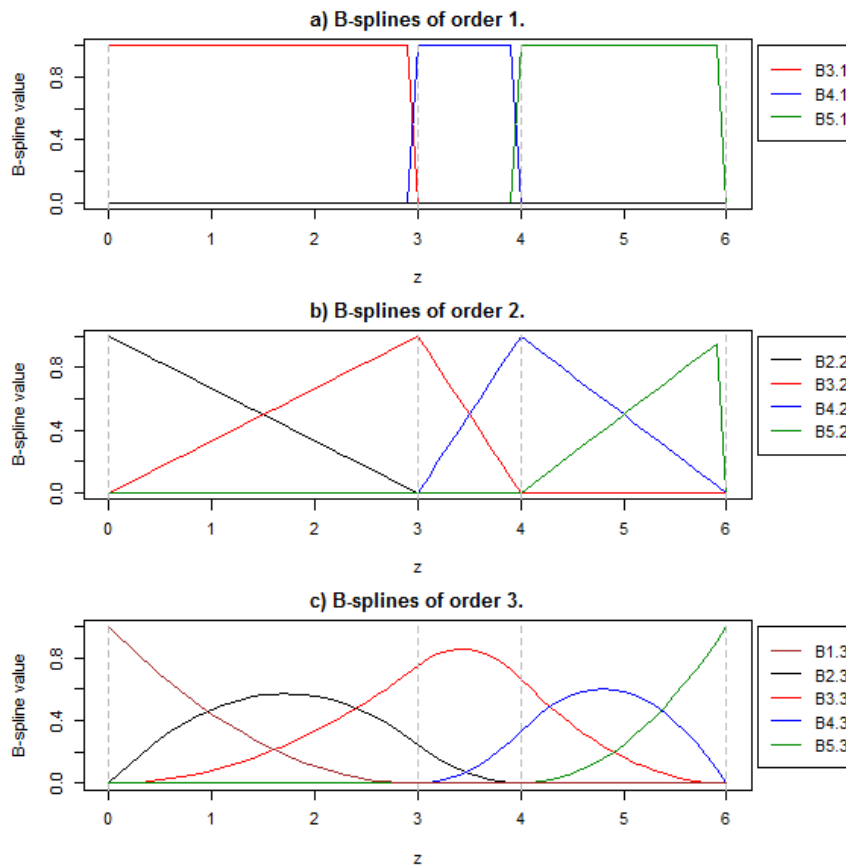 a) B-splines of order 1.
B-spline value
0.0 0.4 0.8
0 1 2 3 4 5 6
z
B3.1
B4.1
B5.1
b) B-splines of order 2.
B-spline value
0.0 0.4 0.8
0 1 2 3 4 5 6
z
B2.2
B3.2
B4.2
B5.2
c) B-splines of order 3.
B-spline value
0.0 0.4 0.8
0 1 2 3 4 5 6
z
B1.3
B2.3
B3.3
B4.3
B5.3